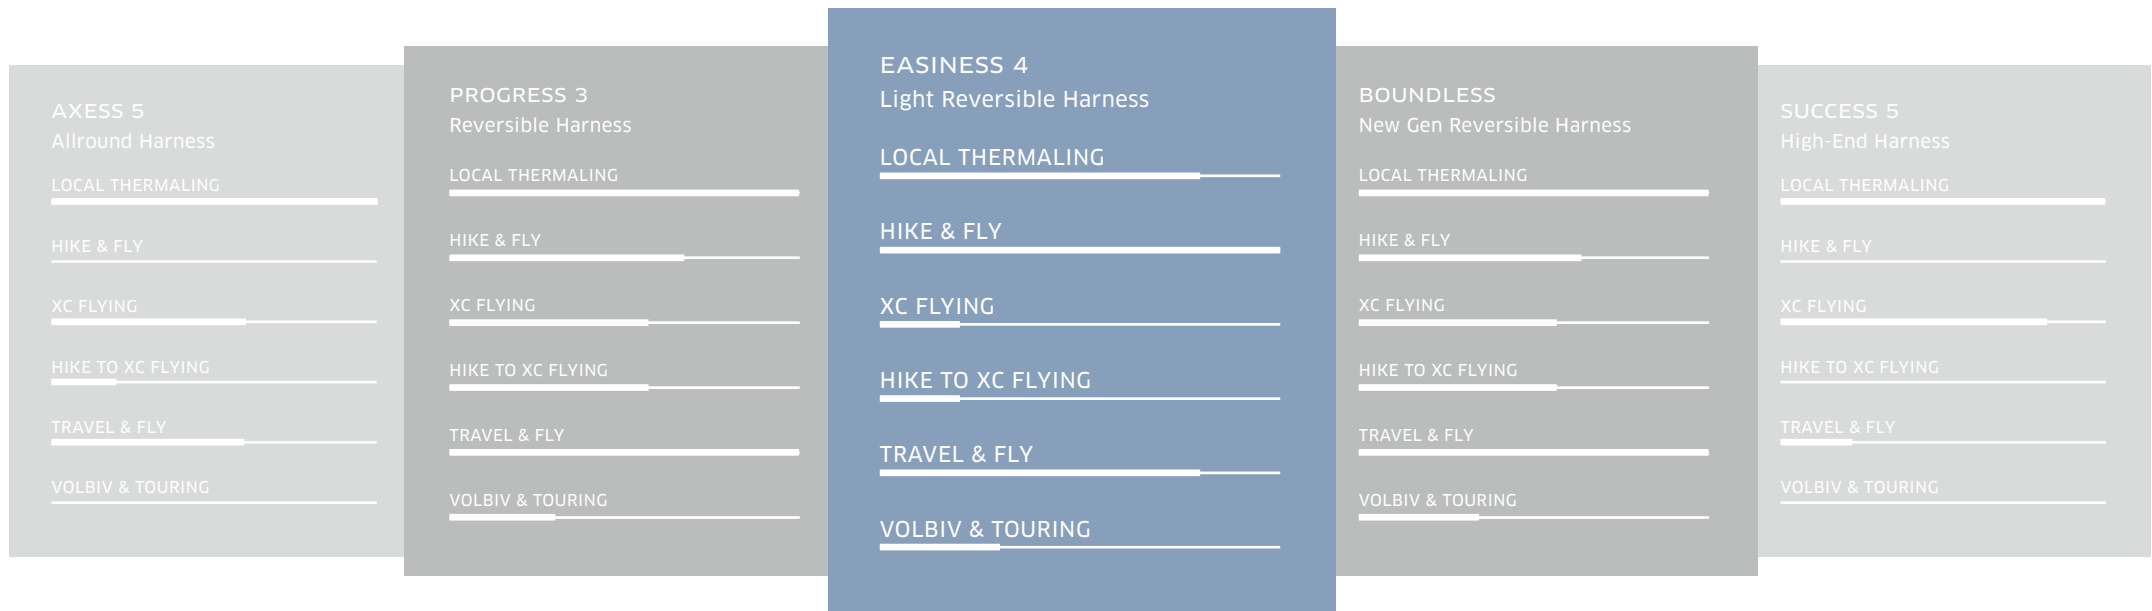 AXESS 5
Allround Harness
LOCAL THERMALING
HIKE & FLY
XC FLYING
HIKE TO XC FLYING
TRAVEL & FLY
VOLBIV & TOURING
PROGRESS 3
Reversible Harness
LOCAL THERMALING
HIKE & FLY
XC FLYING
HIKE TO XC FLYING
TRAVEL & FLY
VOLBIV & TOURING
EASINESS 4
Light Reversible Harness
LOCAL THERMALING
HIKE & FLY
XC FLYING
HIKE TO XC FLYING
TRAVEL & FLY
VOLBIV & TOURING
BOUNDLESS
New Gen Reversible Harness
LOCAL THERMALING
HIKE & FLY
XC FLYING
HIKE TO XC FLYING
TRAVEL & FLY
VOLBIV & TOURING
SUCCESS 5
High-End Harness
LOCAL THERMALING
HIKE & FLY
XC FLYING
HIKE TO XC FLYING
TRAVEL & FLY
VOLBIV & TOURING